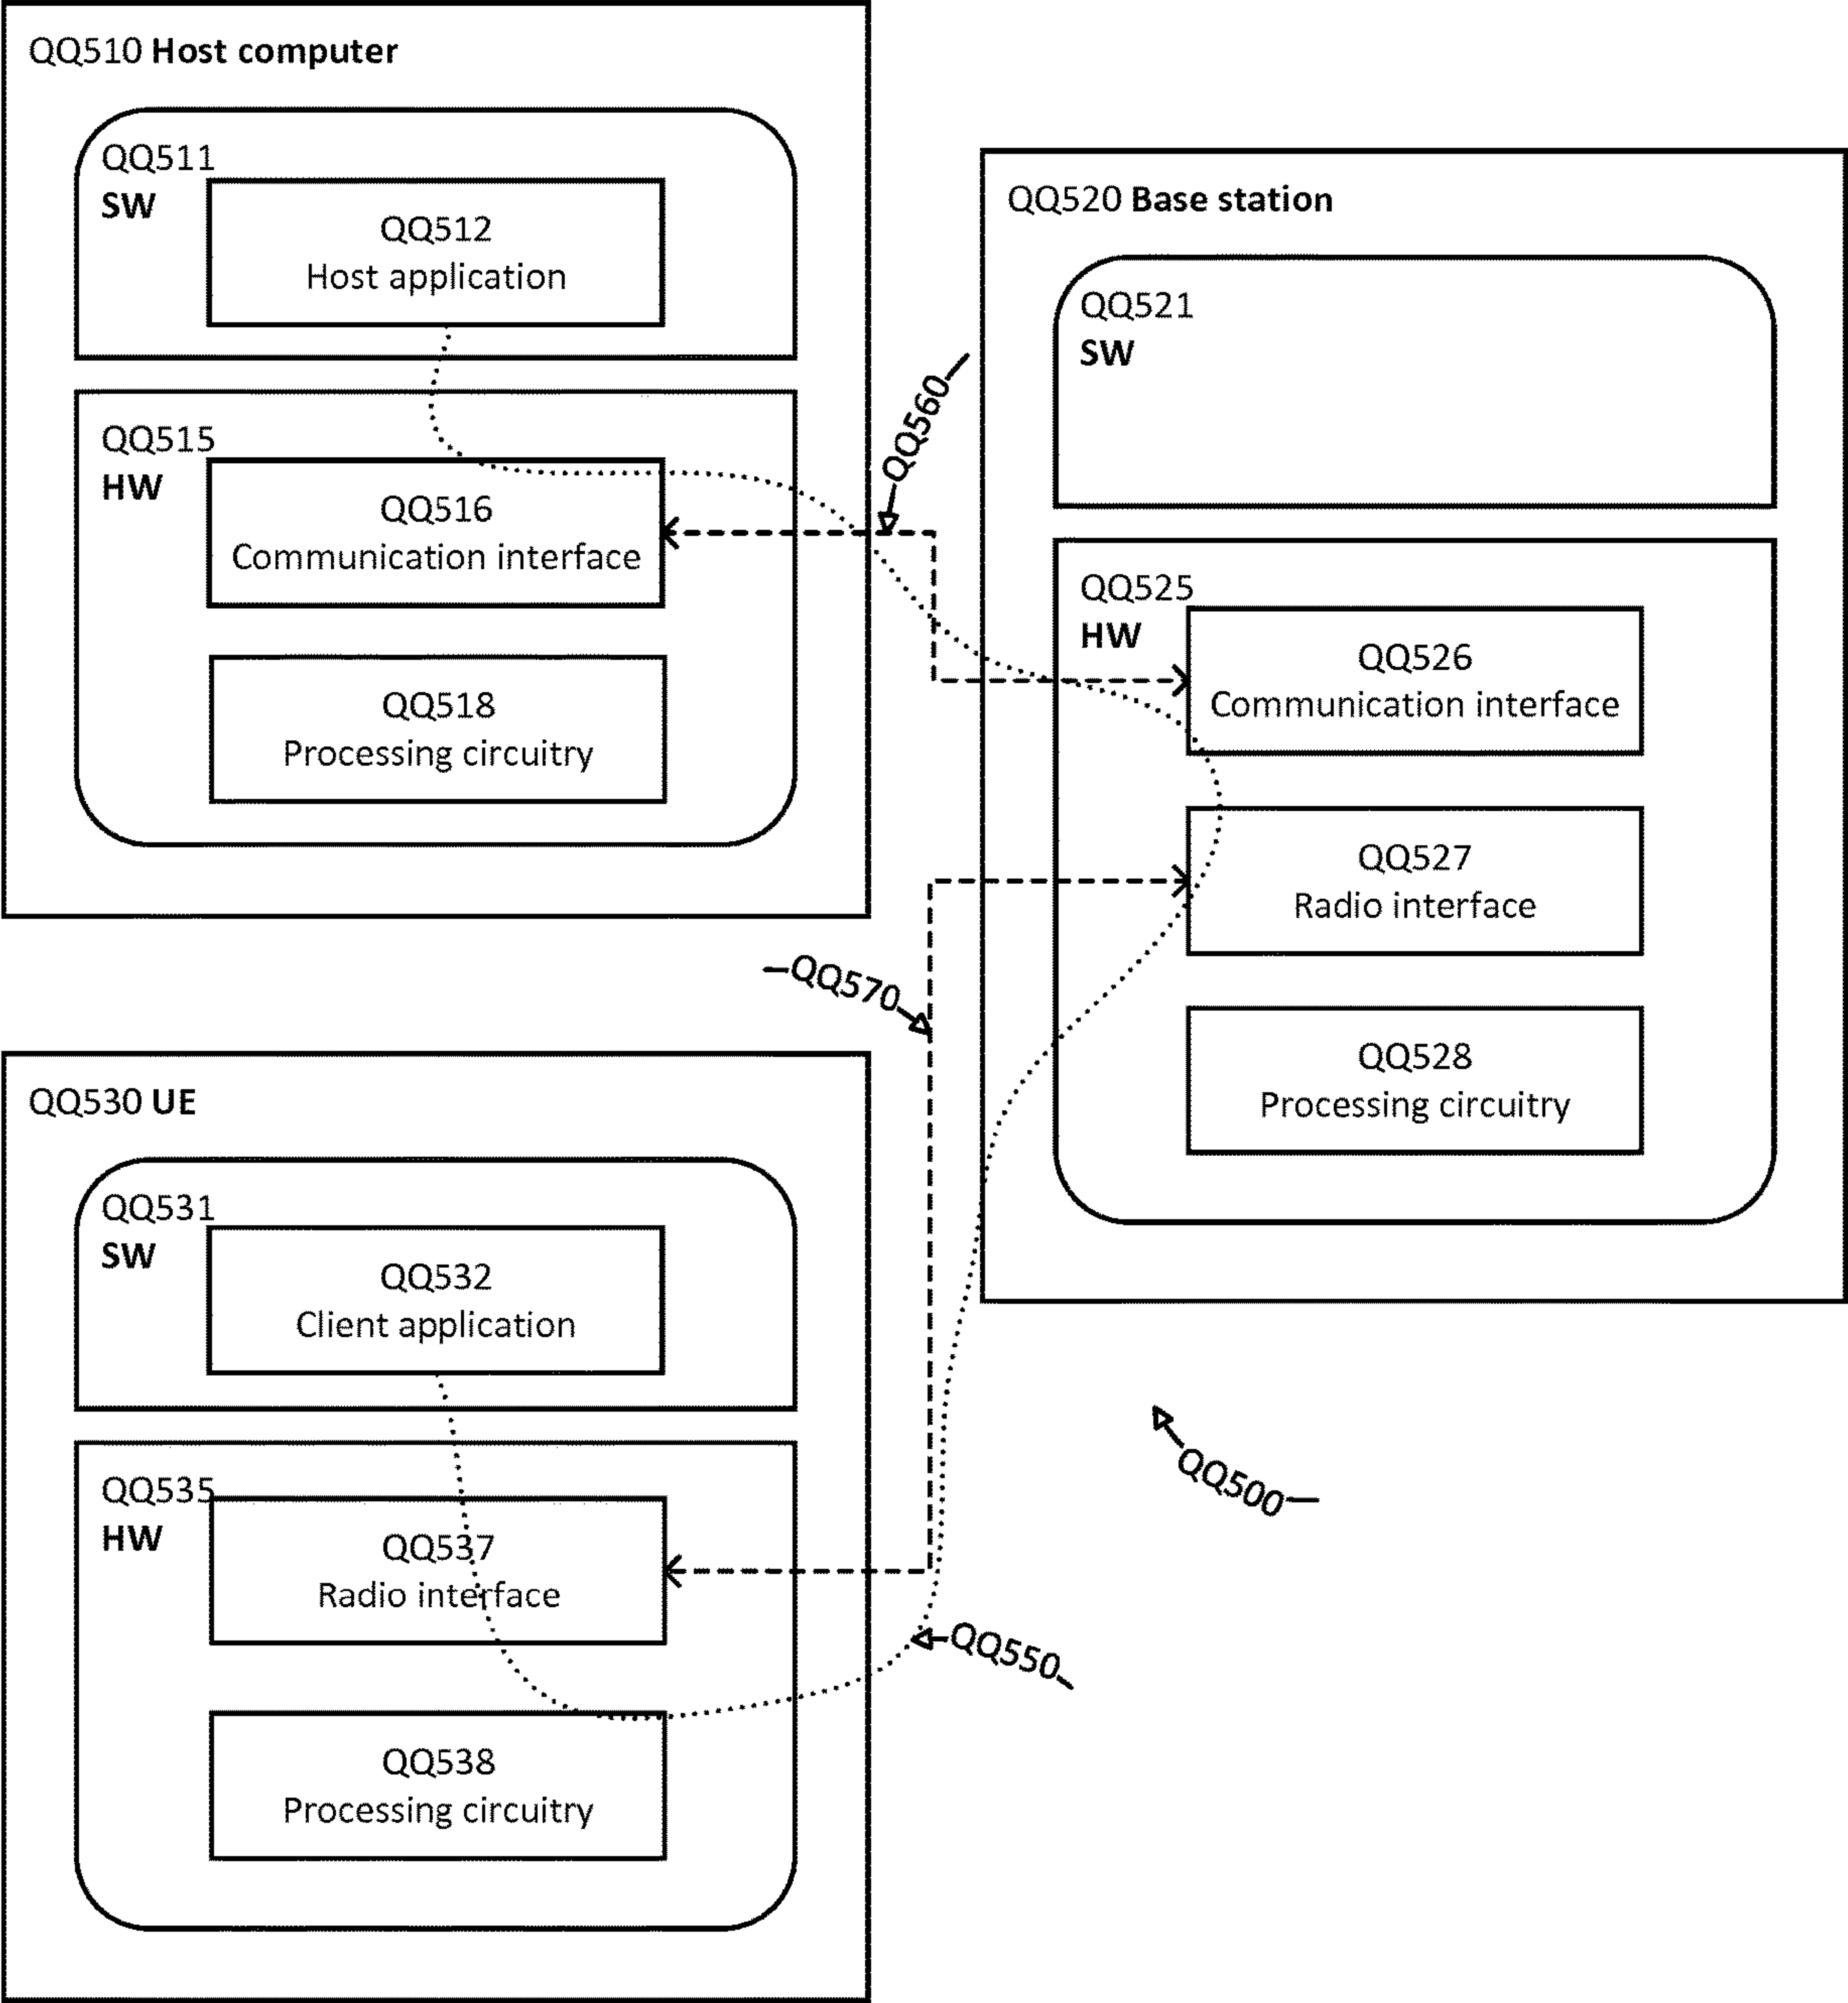 QQ510 Host computer
QQ511
SW
QQ512
Host application
QQ515
HW
QQ516
Communication interface
QQ518
Processing circuitry
QQ560
QQ520 Base station
QQ521
SW
QQ525
HW
QQ526
Communication interface
QQ527
Radio interface
QQ528
Processing circuitry
QQ570
QQ530 UE
QQ531
SW
QQ532
Client application
QQ535
HW
QQ537
Radio interface
QQ538
Processing circuitry
QQ500
QQ550